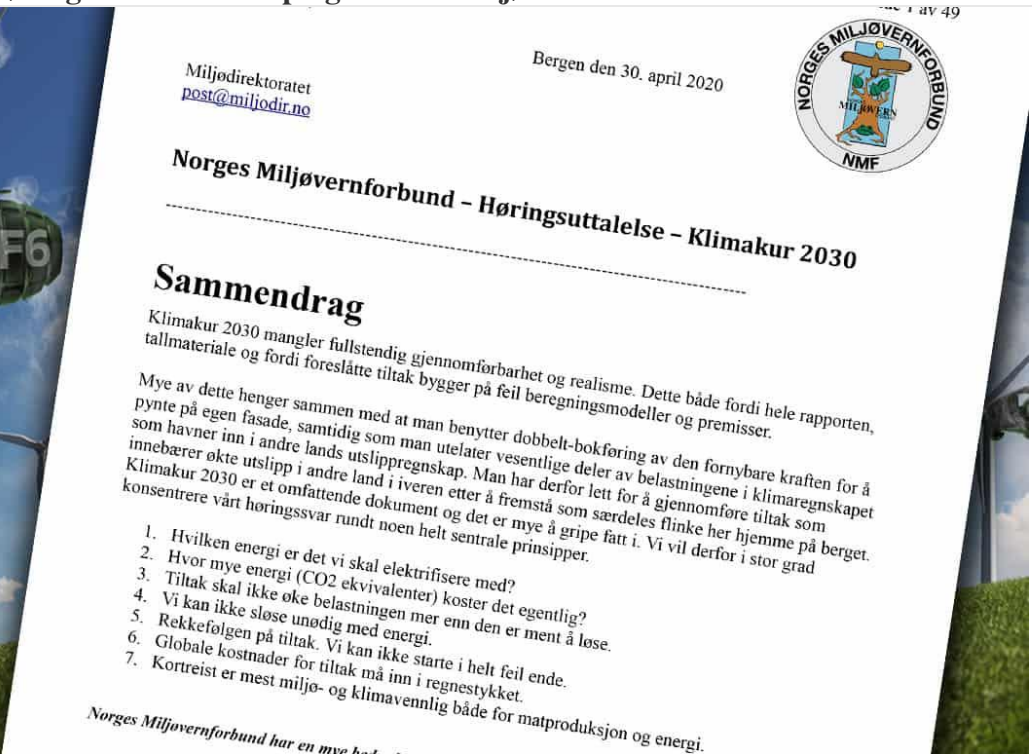 av 49
Miljødirektoratet
post@miljodir.no
Bergen den 30. april 2020
NORGES MILJØVERNFORBUND
MILJØVERN
NMF
F6
Norges Miljøvernforbund – Høringsuttalelse – Klimakur 2030
------------------------------------------------------------
Sammendrag
Klimakur 2030 mangler fullstendig gjennomførbarhet og realisme. Dette både fordi hele rapporten,
tallmateriale og fordi foreslåtte tiltak bygger på feil beregningsmodeller og premisser.
Mye av dette henger sammen med at man benytter dobbelt-bokføring av den fornybare kraften for å
pynte på egen fasade, samtidig som man utelater vesentlige deler av belastningene i klimaregnskapet
som havner inn i andre lands utslippregnskap. Man har derfor lett for å gjennomføre tiltak som
innebærer økte utslipp i andre land i iveren etter å fremstå som særdeles flinke her hjemme på berget.
Klimakur 2030 er et omfattende dokument og det er mye å gripe fatt i. Vi vil derfor i stor grad
konsentrere vårt høringssvar rundt noen helt sentrale prinsipper.
1. Hvilken energi er det vi skal elektrifisere med?
2. Hvor mye energi (CO2 ekvivalenter) koster det egentlig?
3. Tiltak skal ikke øke belastningen mer enn den er ment å løse.
4. Vi kan ikke sløse unødig med energi.
5. Rekkefølgen på tiltak. Vi kan ikke starte i helt feil ende.
6. Globale kostnader for tiltak må inn i regnestykket.
7. Kortreist er mest miljø- og klimavennlig både for matproduksjon og energi.
Norges Miljøvernforbund har en mye